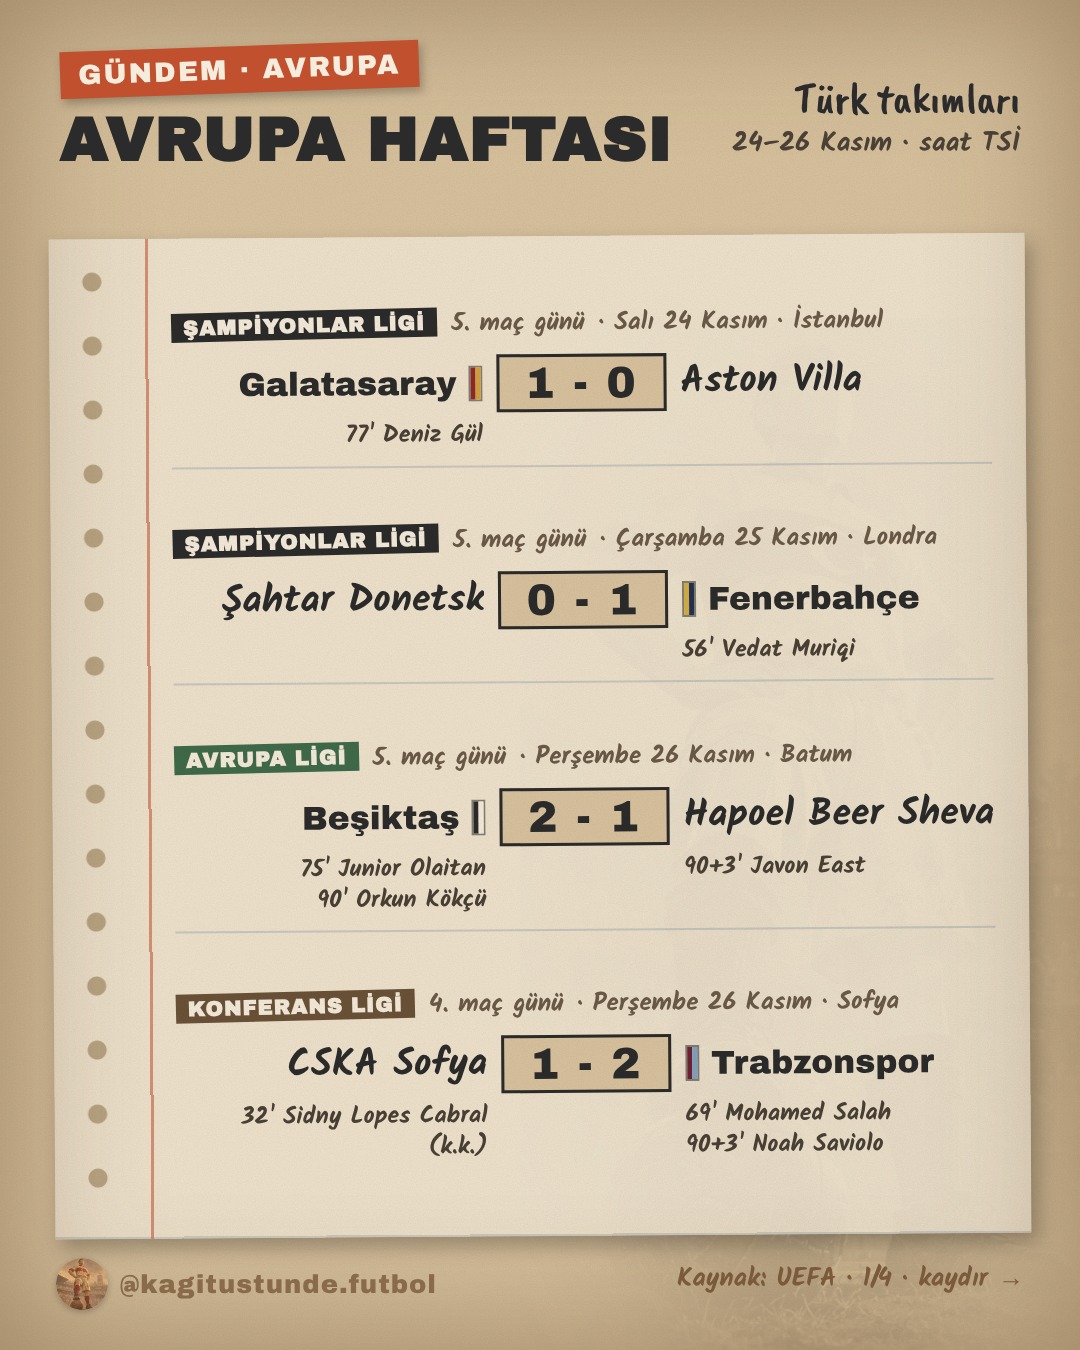 GÜNDEM · AVRUPA
AVRUPA HAFTASI
Türk takımları
24–26 Kasım · saat TSİ
ŞAMPİYONLAR LİGİ 5. maç günü · Salı 24 Kasım · İstanbul
Galatasaray 1 - 0 Aston Villa
77' Deniz Gül
ŞAMPİYONLAR LİGİ 5. maç günü · Çarşamba 25 Kasım · Londra
Şahtar Donetsk 0 - 1 Fenerbahçe
56' Vedat Muriqi
AVRUPA LİGİ 5. maç günü · Perşembe 26 Kasım · Batum
Beşiktaş 2 - 1 Hapoel Beer Sheva
75' Junior Olaitan 90+3' Javon East
90' Orkun Kökçü
KONFERANS LİGİ 4. maç günü · Perşembe 26 Kasım · Sofya
CSKA Sofya 1 - 2 Trabzonspor
32' Sidny Lopes Cabral 69' Mohamed Salah
(k.k.) 90+3' Noah Saviolo
@kagitustunde.futbol Kaynak: UEFA · 1/4 · kaydır →